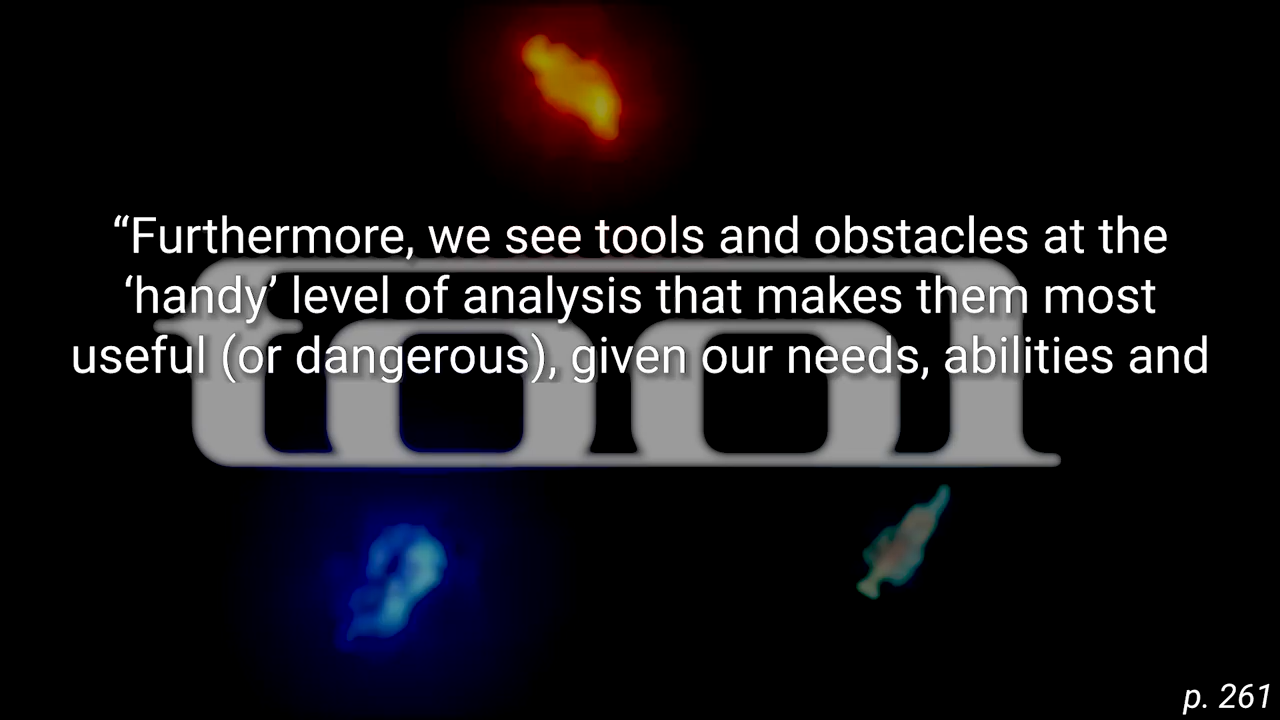 “Furthermore, we see tools and obstacles at the
‘handy’ level of analysis that makes them most
useful (or dangerous), given our needs, abilities and
tool
p. 261